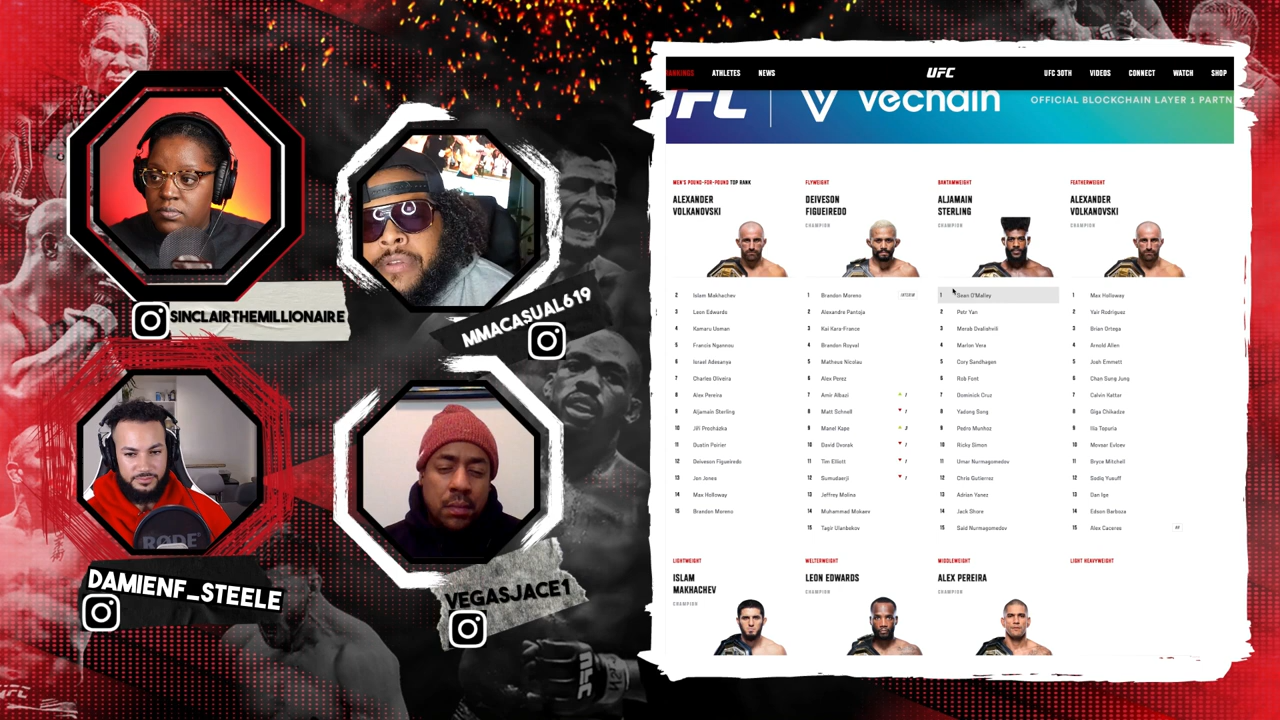 SINCLAIRTHEMILLIONAIRE
MMACASUAL619
RØDE
DAMIENF_STEELE
VEGASJACE1
RANKINGS ATHLETES NEWS UFC UFC 30TH VIDEOS CONNECT WATCH SHOP
UFC vechain OFFICIAL BLOCKCHAIN LAYER 1 PARTN
MEN'S POUND-FOR-POUND TOP RANK
ALEXANDER
VOLKANOVSKI
2 Islam Makhachev
3 Leon Edwards
4 Kamaru Usman
5 Francis Ngannou
6 Israel Adesanya
7 Charles Oliveira
8 Alex Pereira
9 Aljamain Sterling
10 Jiří Procházka
11 Dustin Poirier
12 Deiveson Figueiredo
13 Jon Jones
14 Max Holloway
15 Brandon Moreno
FLYWEIGHT
DEIVESON
FIGUEIREDO
CHAMPION
1 Brandon Moreno INTERIM
2 Alexandre Pantoja
3 Kai Kara-France
4 Brandon Royval
5 Matheus Nicolau
6 Alex Perez
7 Amir Albazi 1
8 Matt Schnell 1
9 Manel Kape 2
10 David Dvorak 1
11 Tim Elliott 1
12 Sumudaerji 1
13 Jeffrey Molina
14 Muhammad Mokaev
15 Tagir Ulanbekov
BANTAMWEIGHT
ALJAMAIN
STERLING
CHAMPION
1 Sean O'Malley
2 Petr Yan
3 Merab Dvalishvili
4 Marlon Vera
5 Cory Sandhagen
6 Rob Font
7 Dominick Cruz
8 Yadong Song
9 Pedro Munhoz
10 Ricky Simon
11 Umar Nurmagomedov
12 Chris Gutierrez
13 Adrian Yanez
14 Jack Shore
15 Said Nurmagomedov
FEATHERWEIGHT
ALEXANDER
VOLKANOVSKI
CHAMPION
1 Max Holloway
2 Yair Rodriguez
3 Brian Ortega
4 Arnold Allen
5 Josh Emmett
6 Chan Sung Jung
7 Calvin Kattar
8 Giga Chikadze
9 Ilia Topuria
10 Movsar Evloev
11 Bryce Mitchell
12 Sodiq Yusuff
13 Dan Ige
14 Edson Barboza
15 Alex Caceres NR
LIGHTWEIGHT
ISLAM
MAKHACHEV
CHAMPION
WELTERWEIGHT
LEON EDWARDS
CHAMPION
MIDDLEWEIGHT
ALEX PEREIRA
CHAMPION
LIGHT HEAVYWEIGHT
UFC